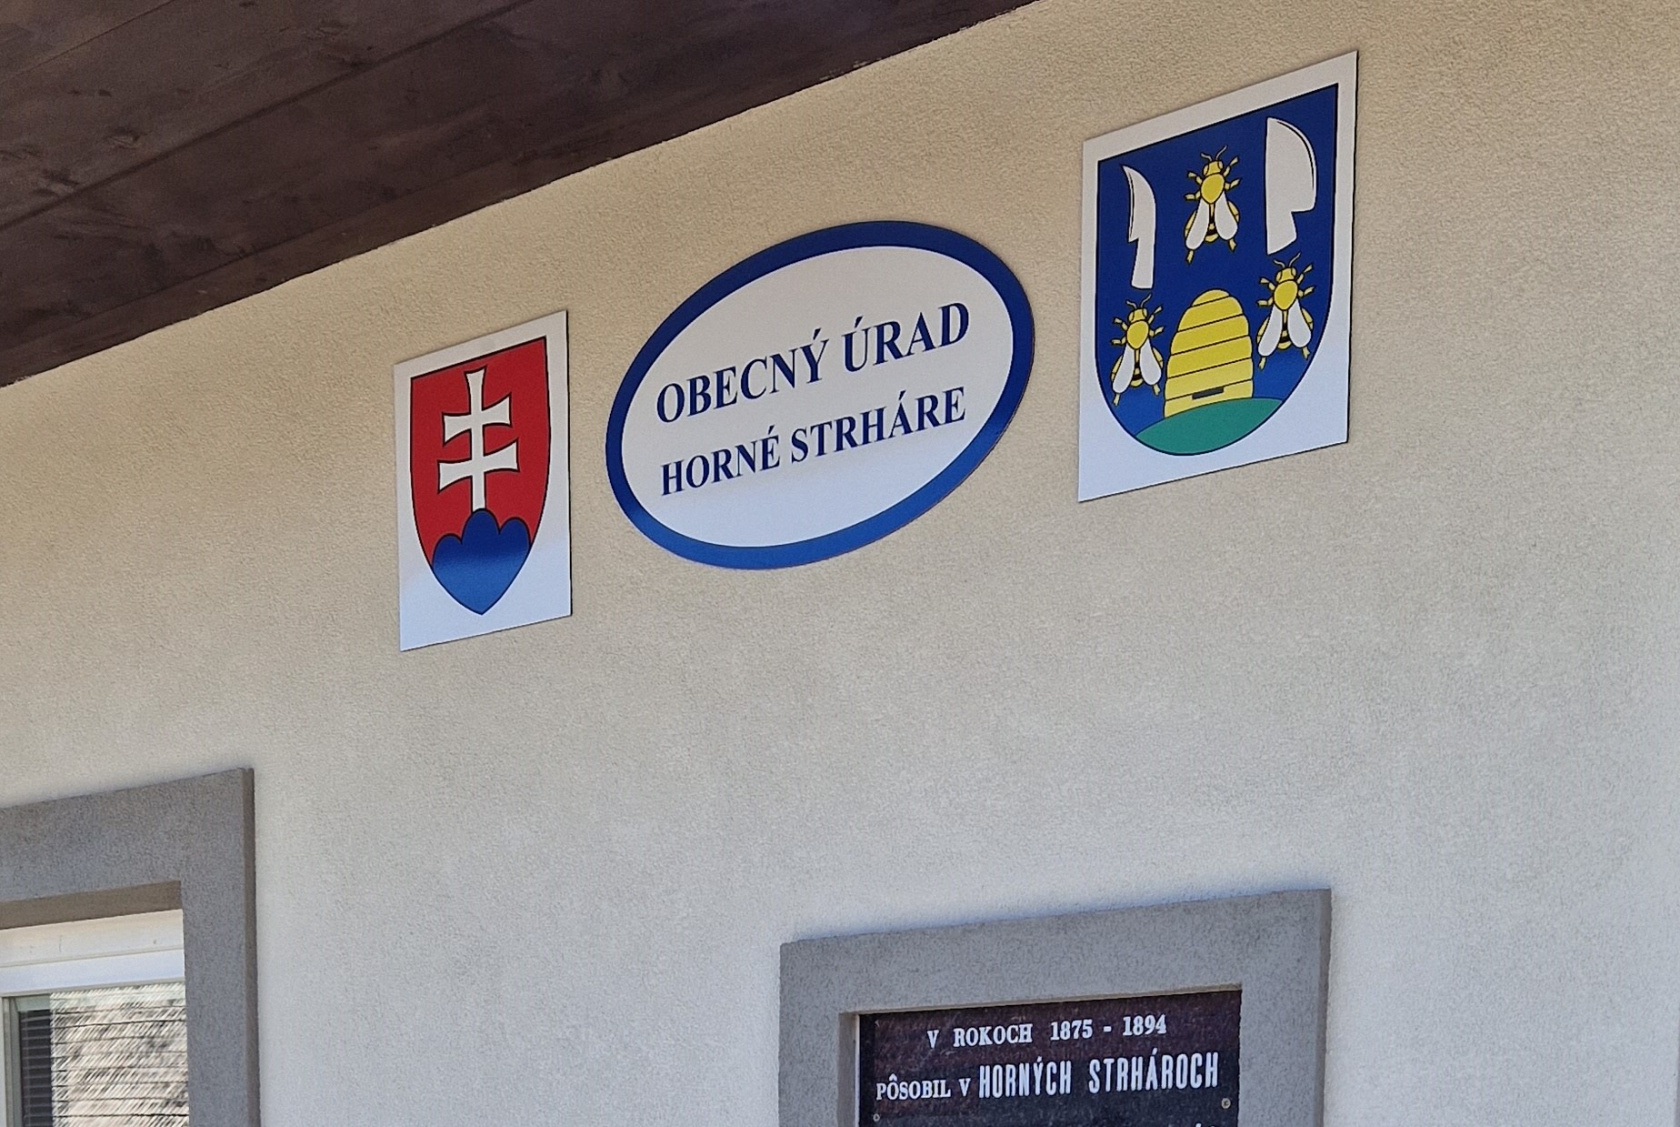 OBECNÝ ÚRAD
HORNÉ STRHÁRE
V ROKOCH 1875 - 1894
PÔSOBIL V HORNÝCH STRHÁROCH